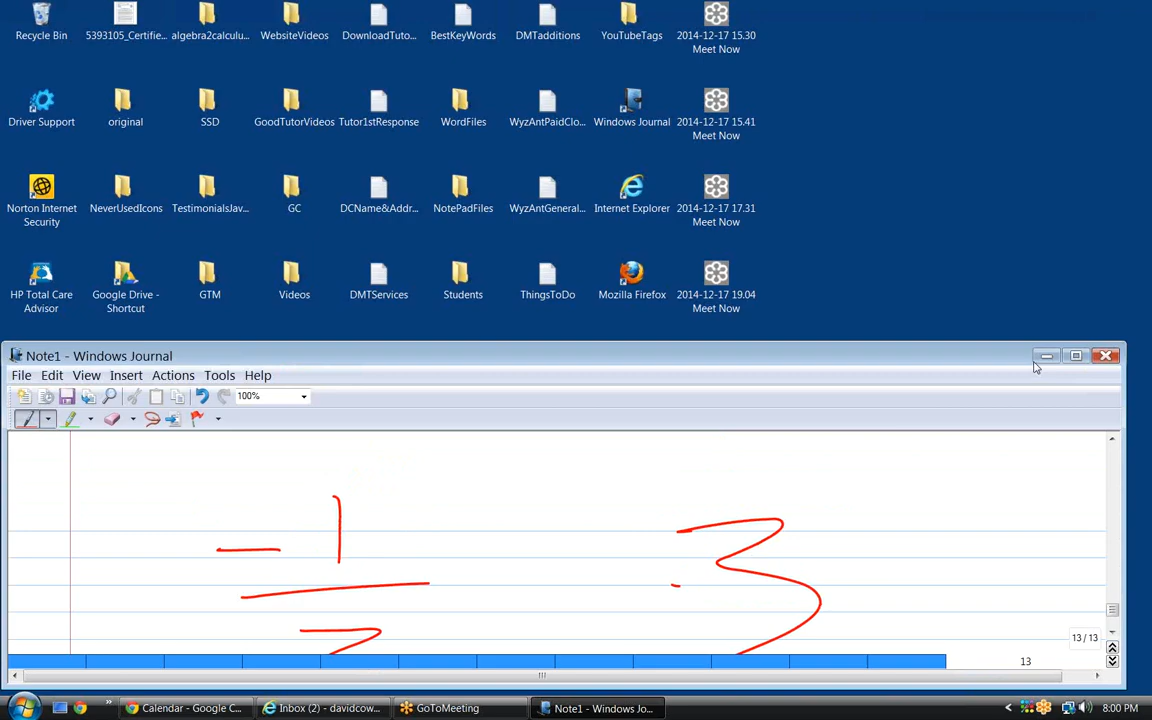 Recycle Bin
5393105_Certifie...
algebra2calculu...
WebsiteVideos
DownloadTuto...
BestKeyWords
DMTadditions
YouTubeTags
2014-12-17 15.30
Meet Now
Driver Support
original
SSD
GoodTutorVideos
Tutor1stResponse
WordFiles
WyzAntPaidClo...
Windows Journal
2014-12-17 15.41
Meet Now
Norton Internet
Security
NeverUsedIcons
TestimonialsJav...
GC
DCName&Addr...
NotePadFiles
WyzAntGeneral...
Internet Explorer
2014-12-17 17.31
Meet Now
HP Total Care
Advisor
Google Drive -
Shortcut
GTM
Videos
DMTServices
Students
ThingsToDo
Mozilla Firefox
2014-12-17 19.04
Meet Now
Note1 - Windows Journal
File Edit View Insert Actions Tools Help
100%
- 1
3
13 / 13
13
Calendar - Google C...
Inbox (2) - davidcow...
GoToMeeting
Note1 - Windows Jo...
8:00 PM